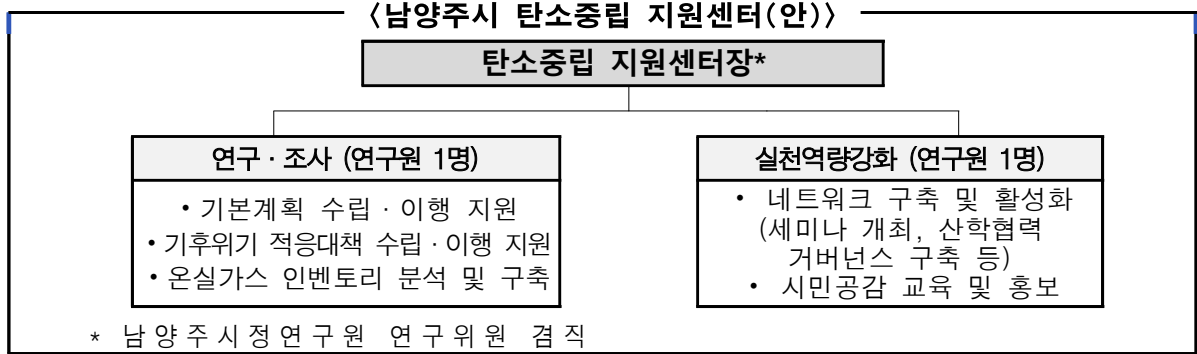 〈남양주시 탄소중립 지원센터(안)〉
탄소중립 지원센터장*
연구 · 조사 (연구원 1명)
• 기본계획 수립 · 이행 지원
• 기후위기 적응대책 수립 · 이행 지원
• 온실가스 인벤토리 분석 및 구축
실천역량강화 (연구원 1명)
• 네트워크 구축 및 활성화
(세미나 개최, 산학협력
거버넌스 구축 등)
• 시민공감 교육 및 홍보
* 남양주시정연구원 연구위원 겸직